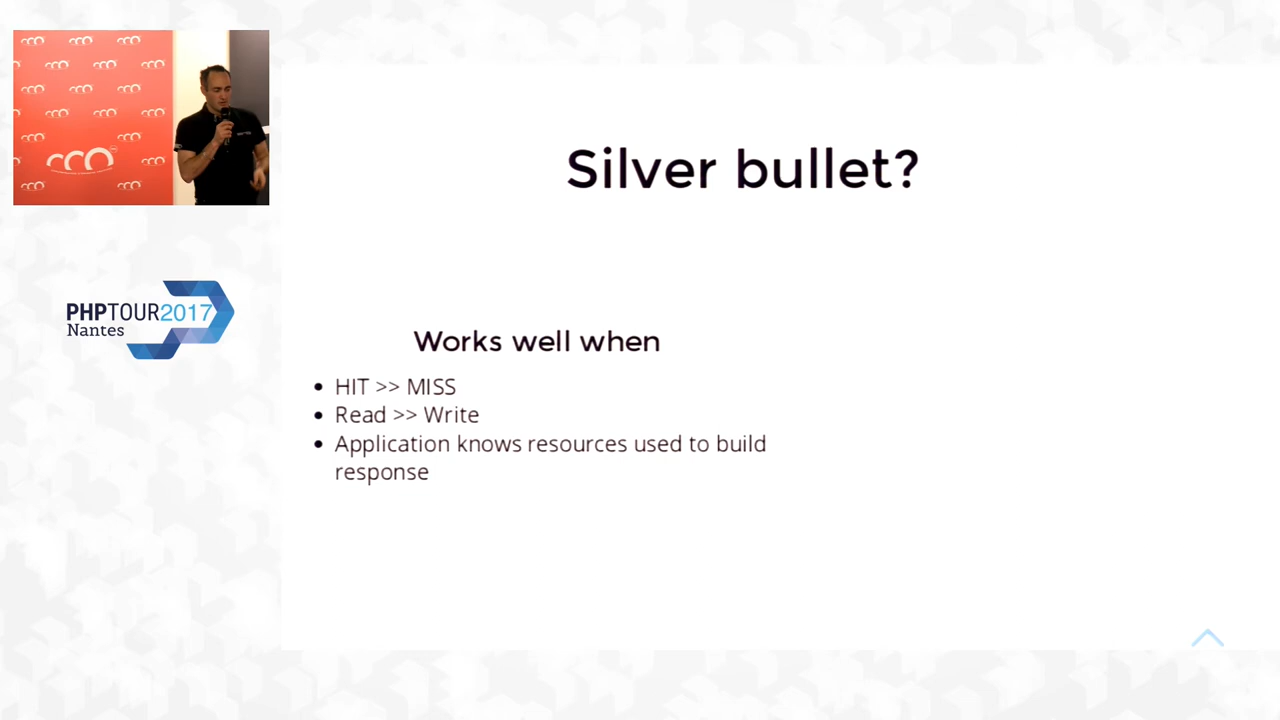 PHPTOUR2017
Nantes
Silver bullet?
Works well when
• HIT >> MISS
• Read >> Write
• Application knows resources used to build
response